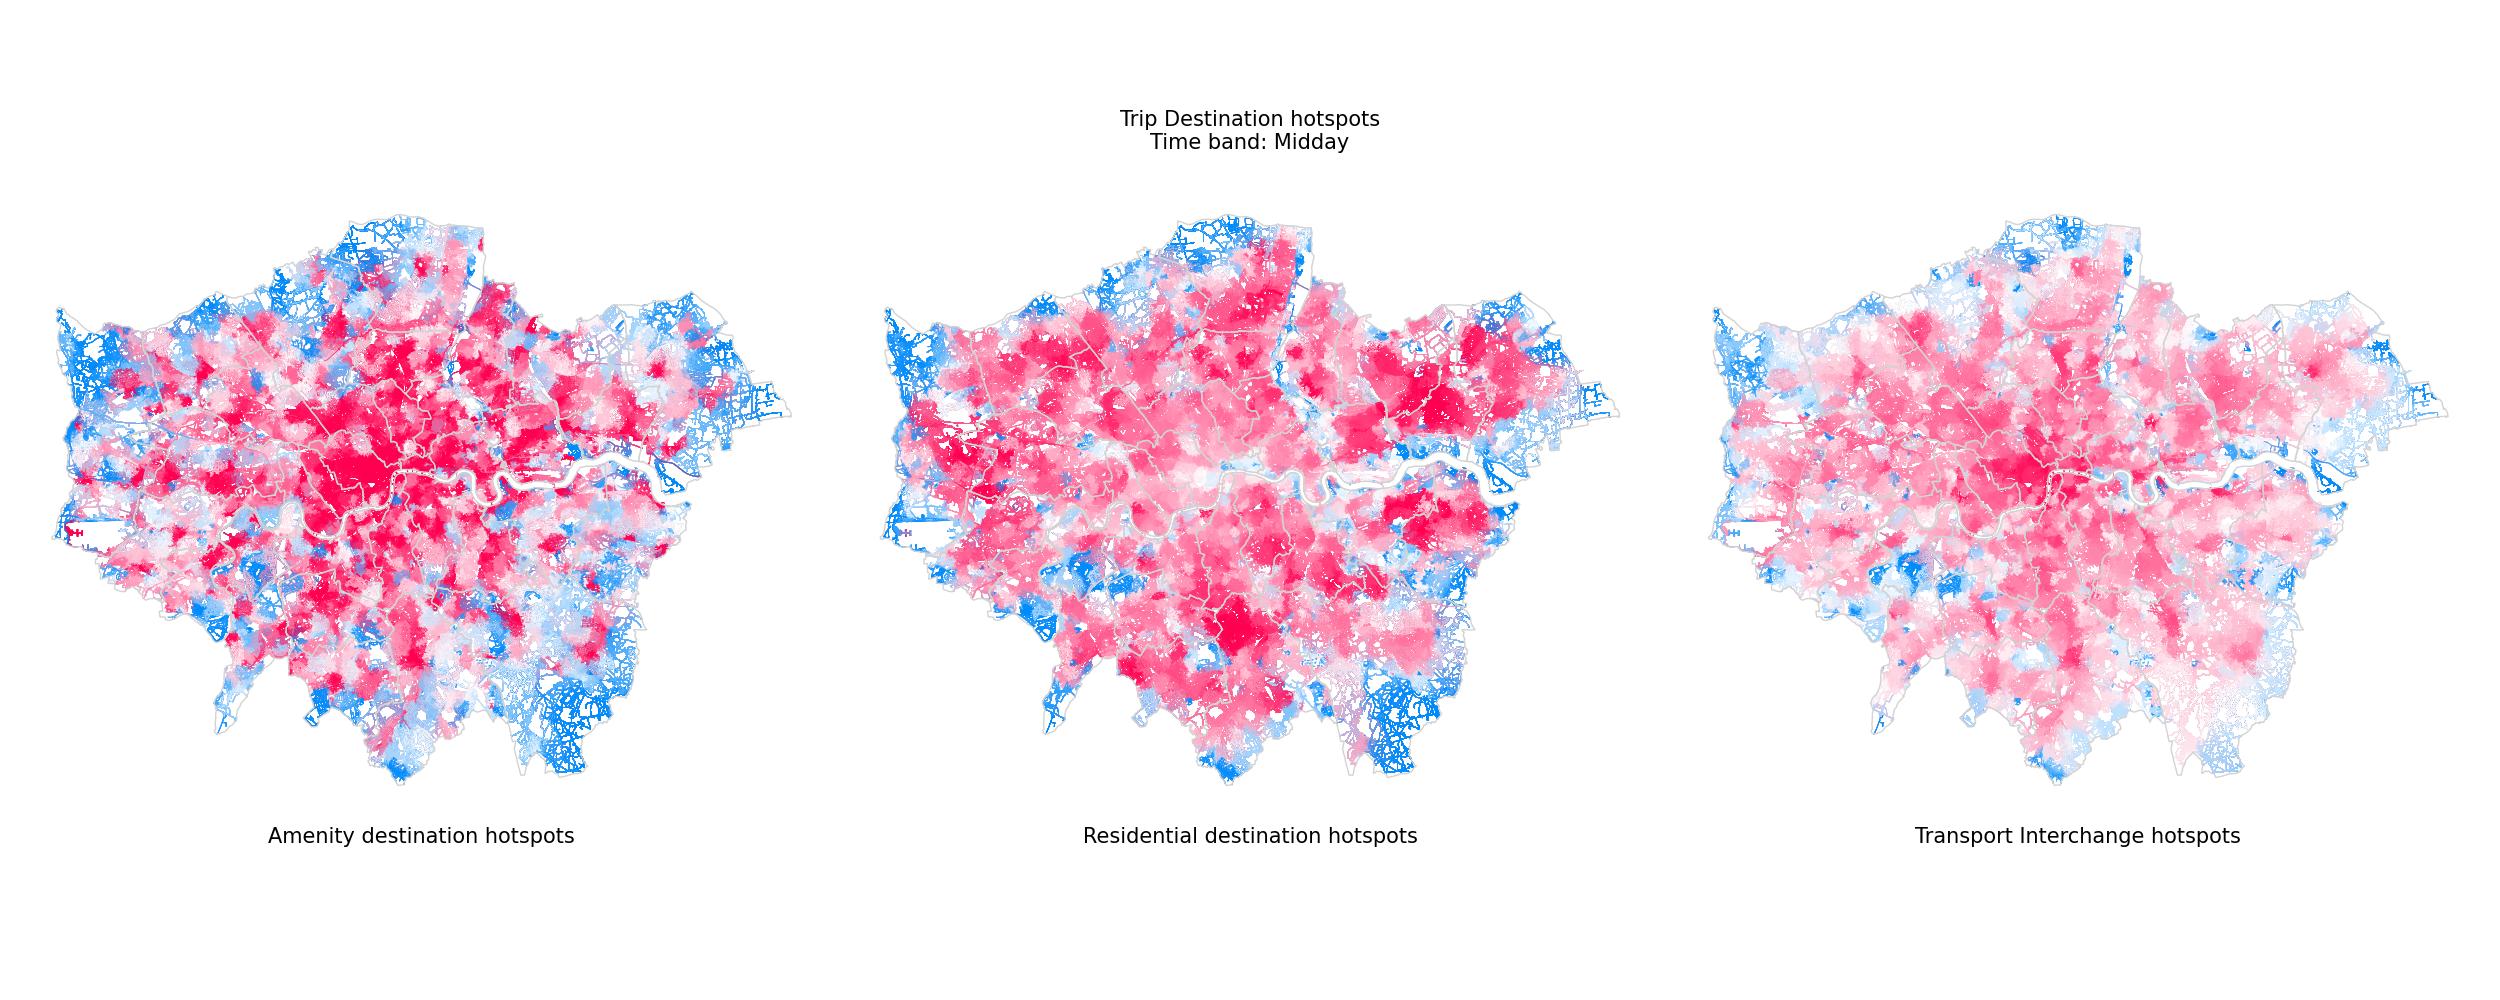 Trip Destination hotspots
Time band: Midday
Amenity destination hotspots
Residential destination hotspots
Transport Interchange hotspots